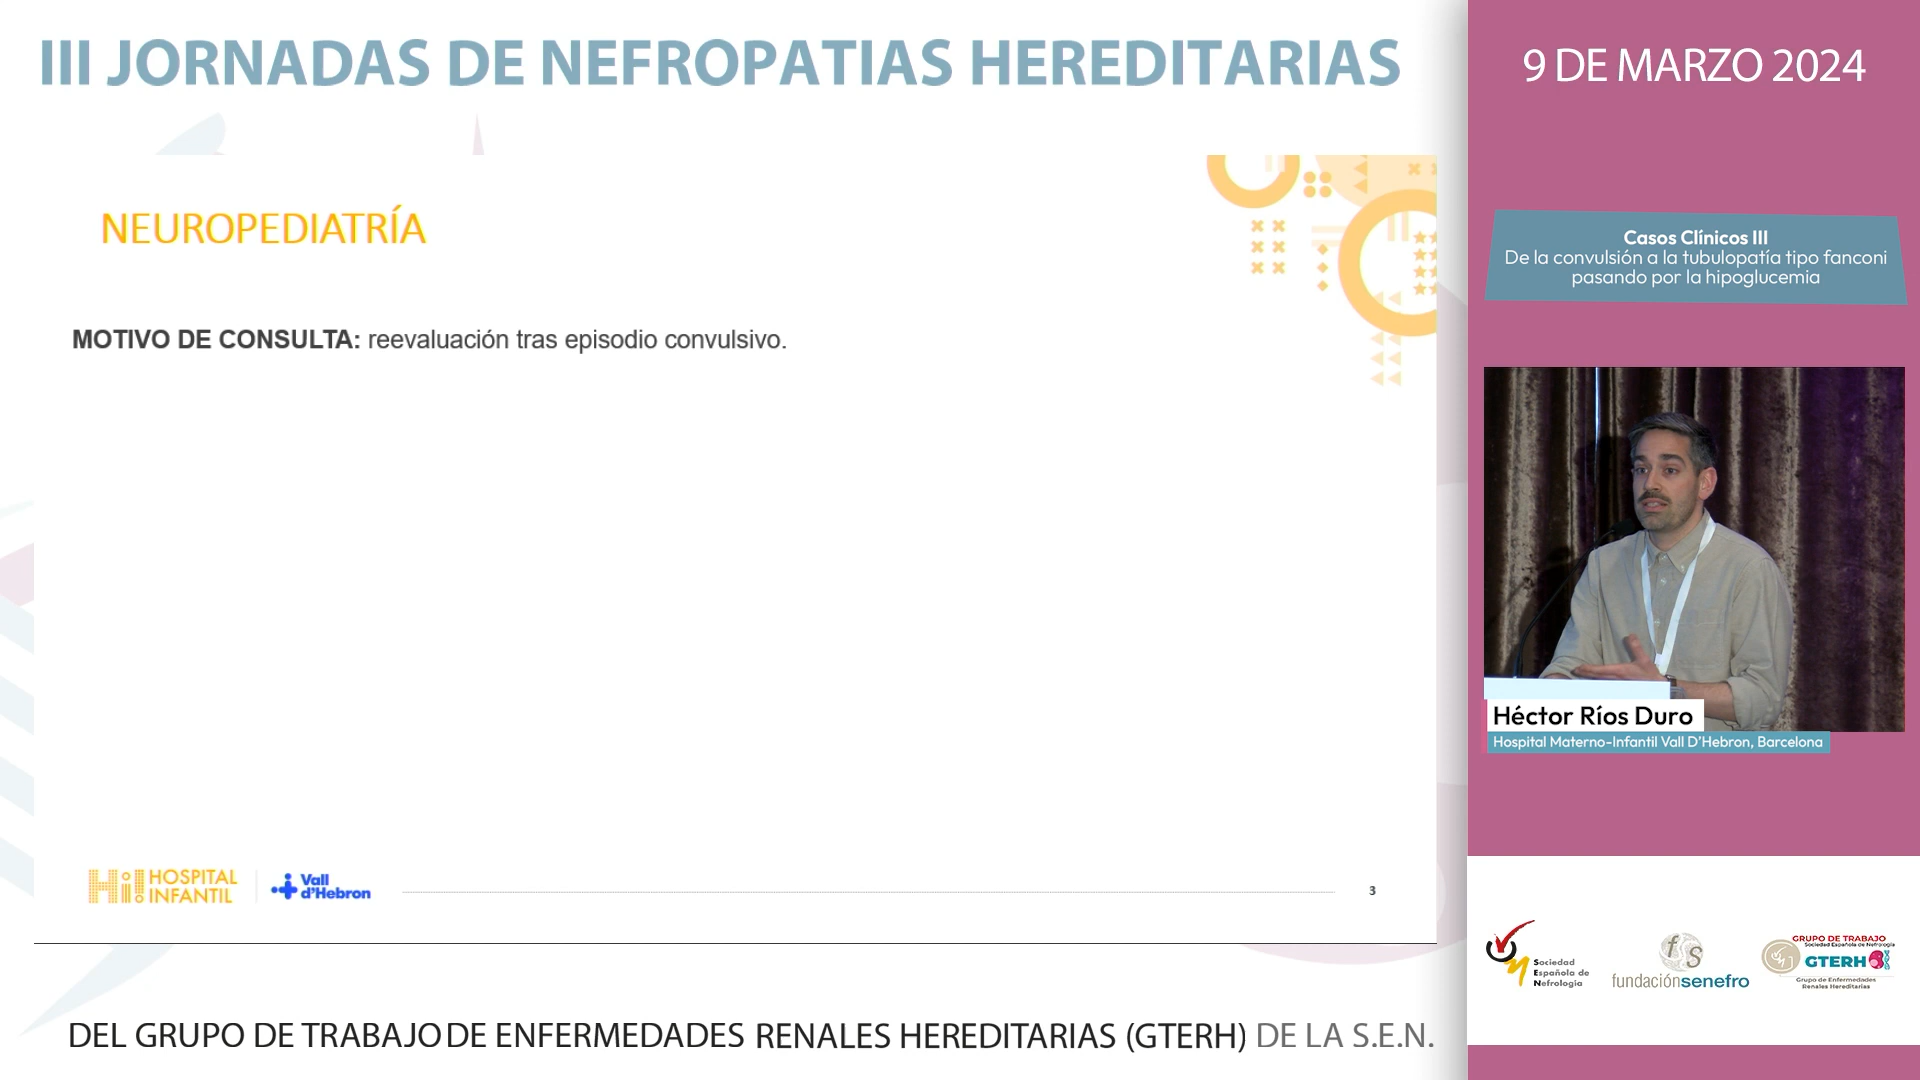 III JORNADAS DE NEFROPATIAS HEREDITARIAS
9 DE MARZO 2024
NEUROPEDIATRÍA
MOTIVO DE CONSULTA: reevaluación tras episodio convulsivo.
Casos Clínicos III
De la convulsión a la tubulopatía tipo fanconi
pasando por la hipoglucemia
Héctor Ríos Duro
Hospital Materno-Infantil Vall D'Hebron, Barcelona
Hi! HOSPITAL
INFANTIL
Vall
d'Hebron
3
Sociedad
Española de
Nefrología
fs
fundaciónsenefro
GRUPO DE TRABAJO
Sociedad Española de Nefrología
GTERH
Grupo de Enfermedades
Renales Hereditarias
DEL GRUPO DE TRABAJO DE ENFERMEDADES RENALES HEREDITARIAS (GTERH) DE LA S.E.N.